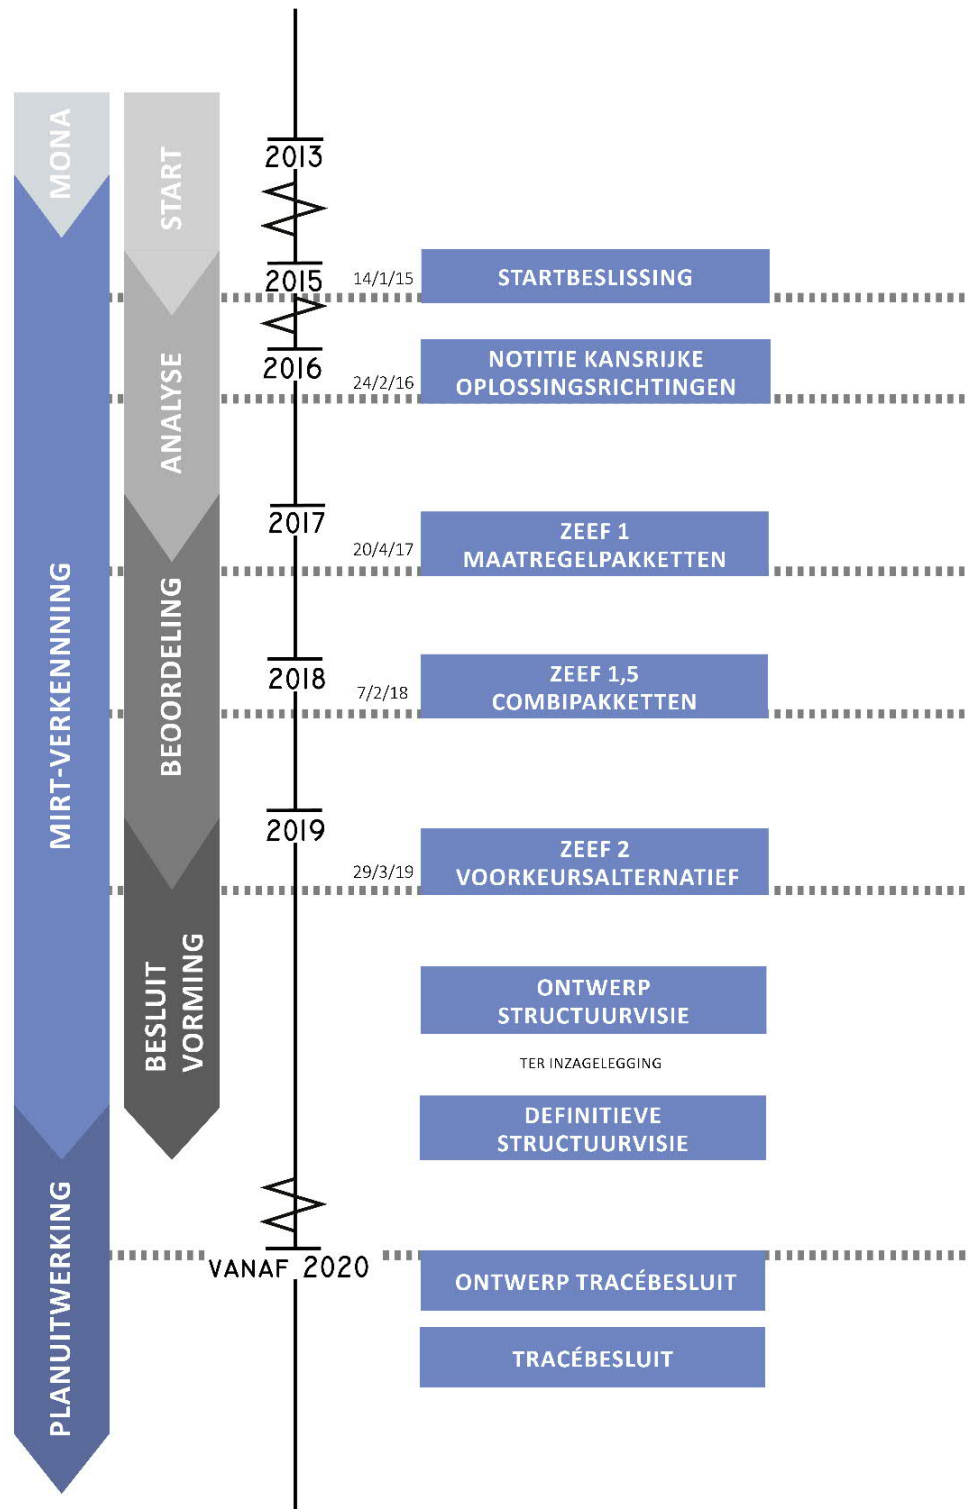 MONA
MIRT-VERKENNNING
PLANUITWERKING
START
ANALYSE
BEOORDELING
BESLUIT
VORMING
2013
2015
14/1/15
STARTBESLISSING
2016
24/2/16
NOTITIE KANSRIJKE
OPLOSSINGSRICHTINGEN
2017
20/4/17
ZEEF 1
MAATREGELPAKKETTEN
2018
7/2/18
ZEEF 1,5
COMBIPAKKETTEN
2019
29/3/19
ZEEF 2
VOORKEURSALTERNATIEF
ONTWERP
STRUCTUURVISIE
TER INZAGELEGGING
DEFINITIEVE
STRUCTUURVISIE
VANAF 2020
ONTWERP TRACÉBESLUIT
TRACÉBESLUIT